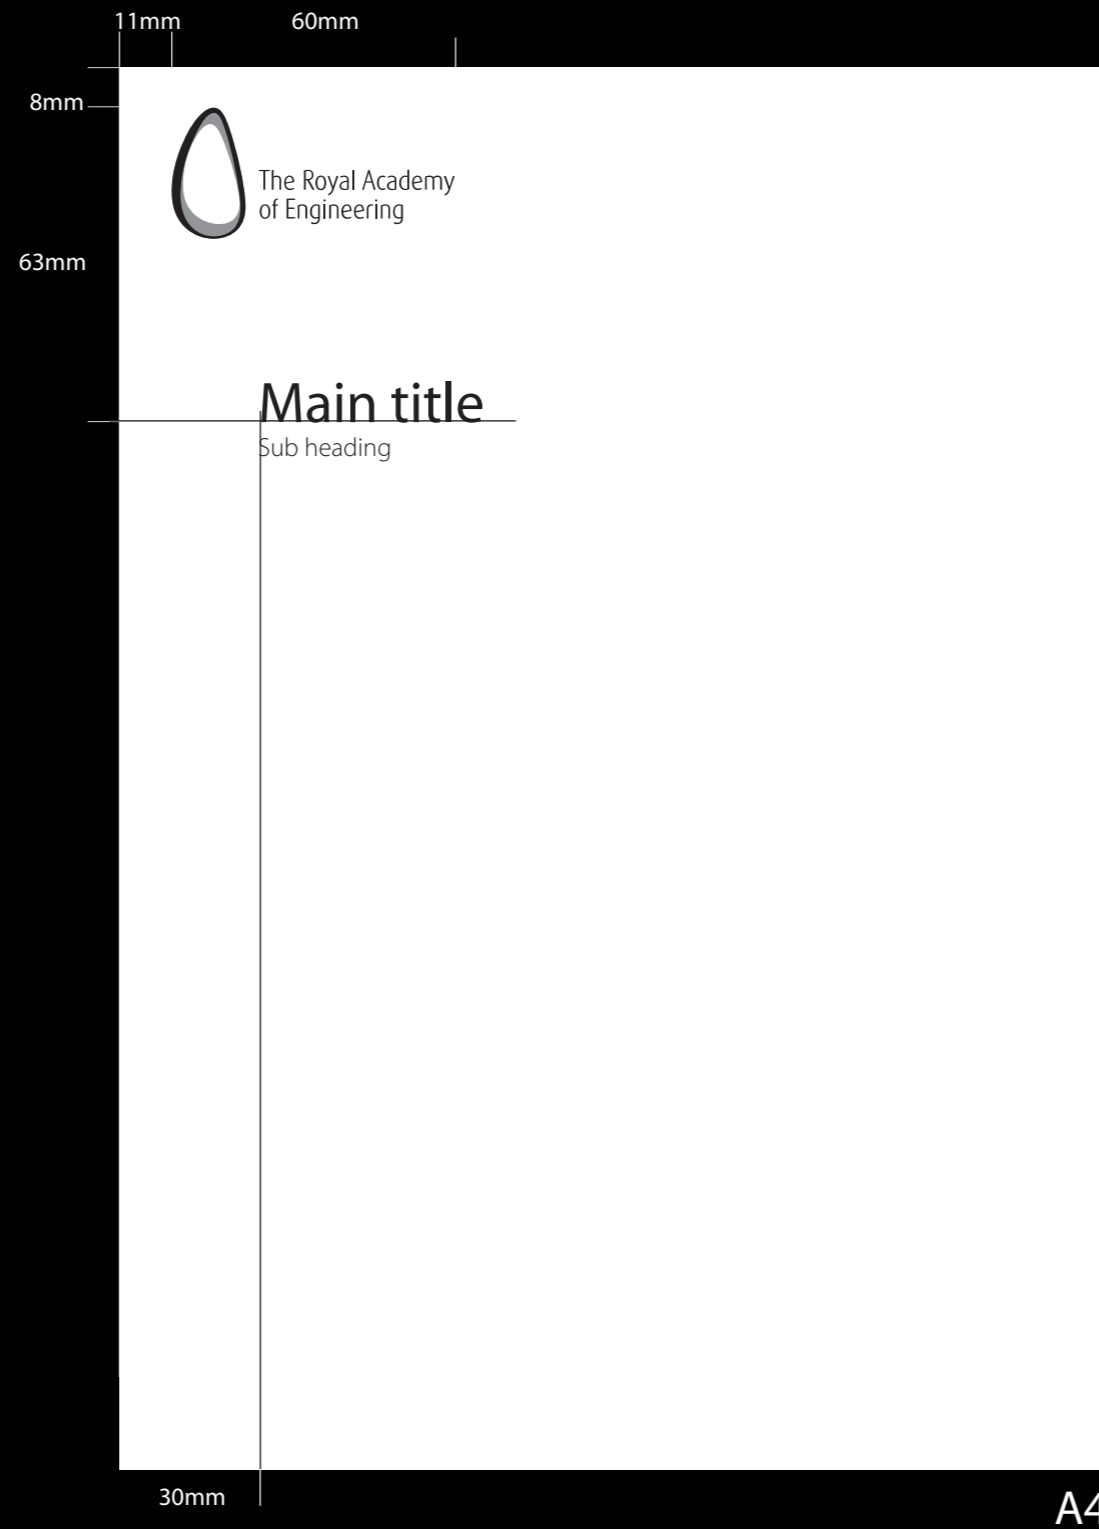 11mm
60mm
8mm
The Royal Academy
of Engineering
63mm
Main title
Sub heading
30mm
A4